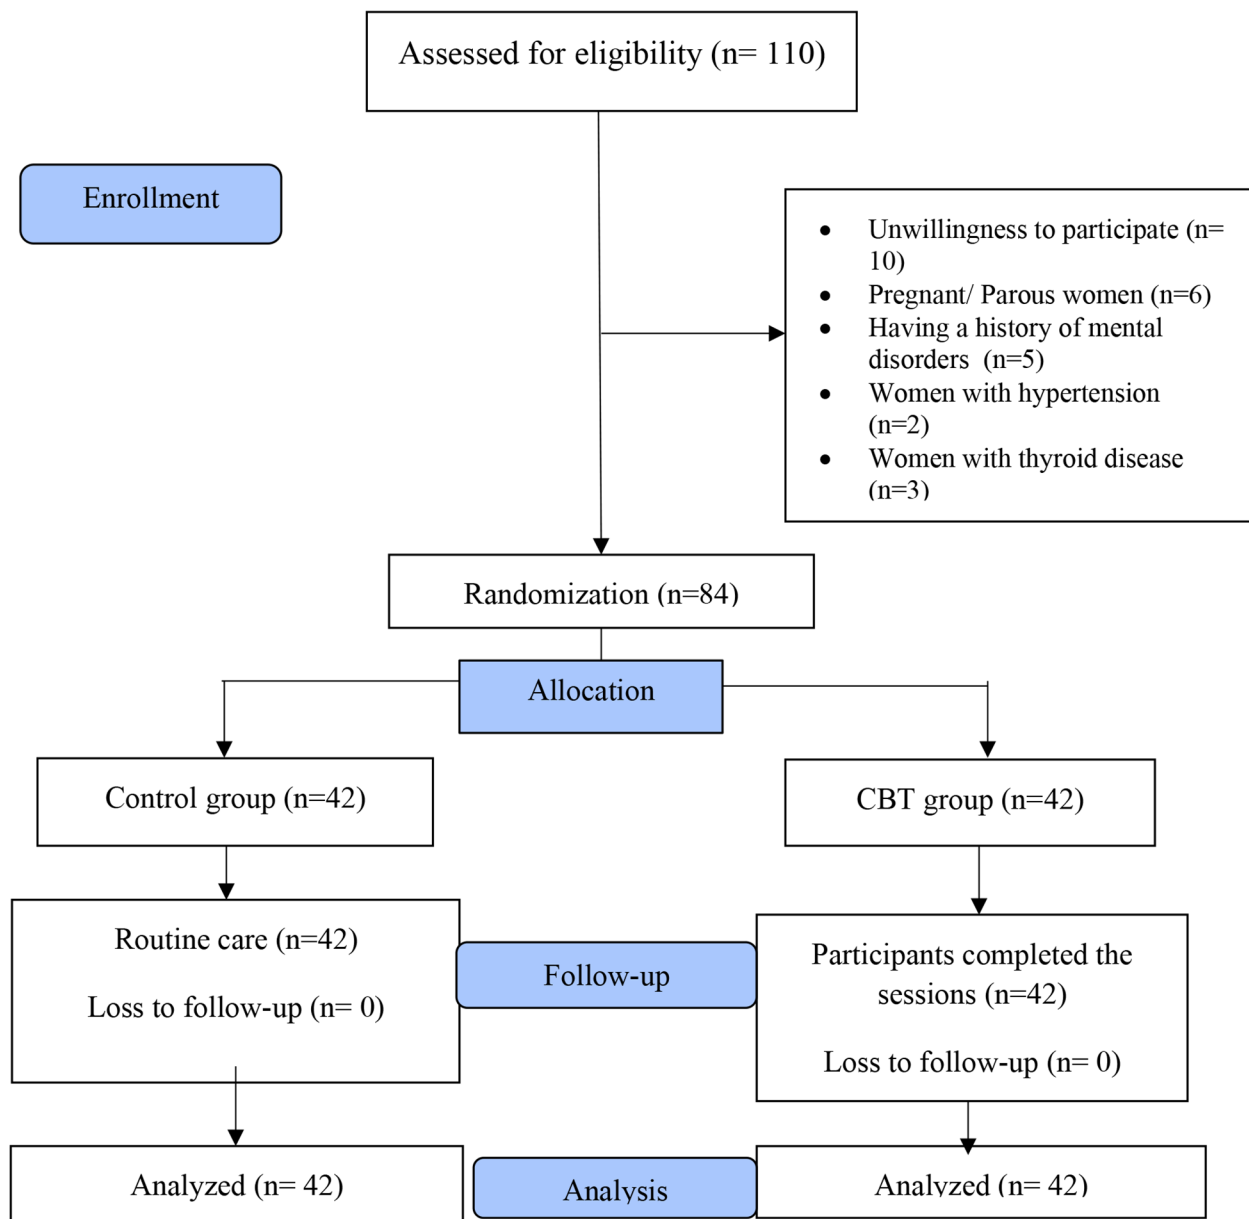 Assessed for eligibility (n= 110)
Enrollment
• Unwillingness to participate (n=
10)
• Pregnant/ Parous women (n=6)
• Having a history of mental
disorders (n=5)
• Women with hypertension
(n=2)
• Women with thyroid disease
(n=3)
Randomization (n=84)
Allocation
Control group (n=42)
CBT group (n=42)
Routine care (n=42)
Loss to follow-up (n= 0)
Follow-up
Participants completed the
sessions (n=42)
Loss to follow-up (n= 0)
Analyzed (n= 42)
Analysis
Analyzed (n= 42)